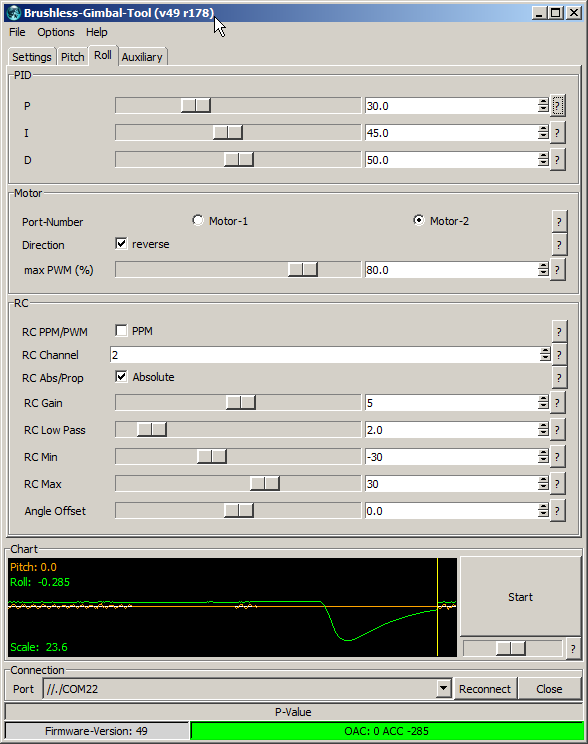 Brushless-Gimbal-Tool (v49 r178)
File Options Help
Settings Pitch Roll Auxiliary
PID
P 30.0 ?
I 45.0 ?
D 50.0 ?
Motor
Port-Number Motor-1 Motor-2 ?
Direction reverse ?
max PWM (%) 80.0 ?
RC
RC PPM/PWM PPM ?
RC Channel 2 ?
RC Abs/Prop Absolute ?
RC Gain 5 ?
RC Low Pass 2.0 ?
RC Min -30 ?
RC Max 30 ?
Angle Offset 0.0 ?
Chart
Pitch: 0.0
Roll: -0.285
Start
Scale: 23.6
?
Connection
Port //./COM22 Reconnect Close
P-Value
Firmware-Version: 49 OAC: 0 ACC -285